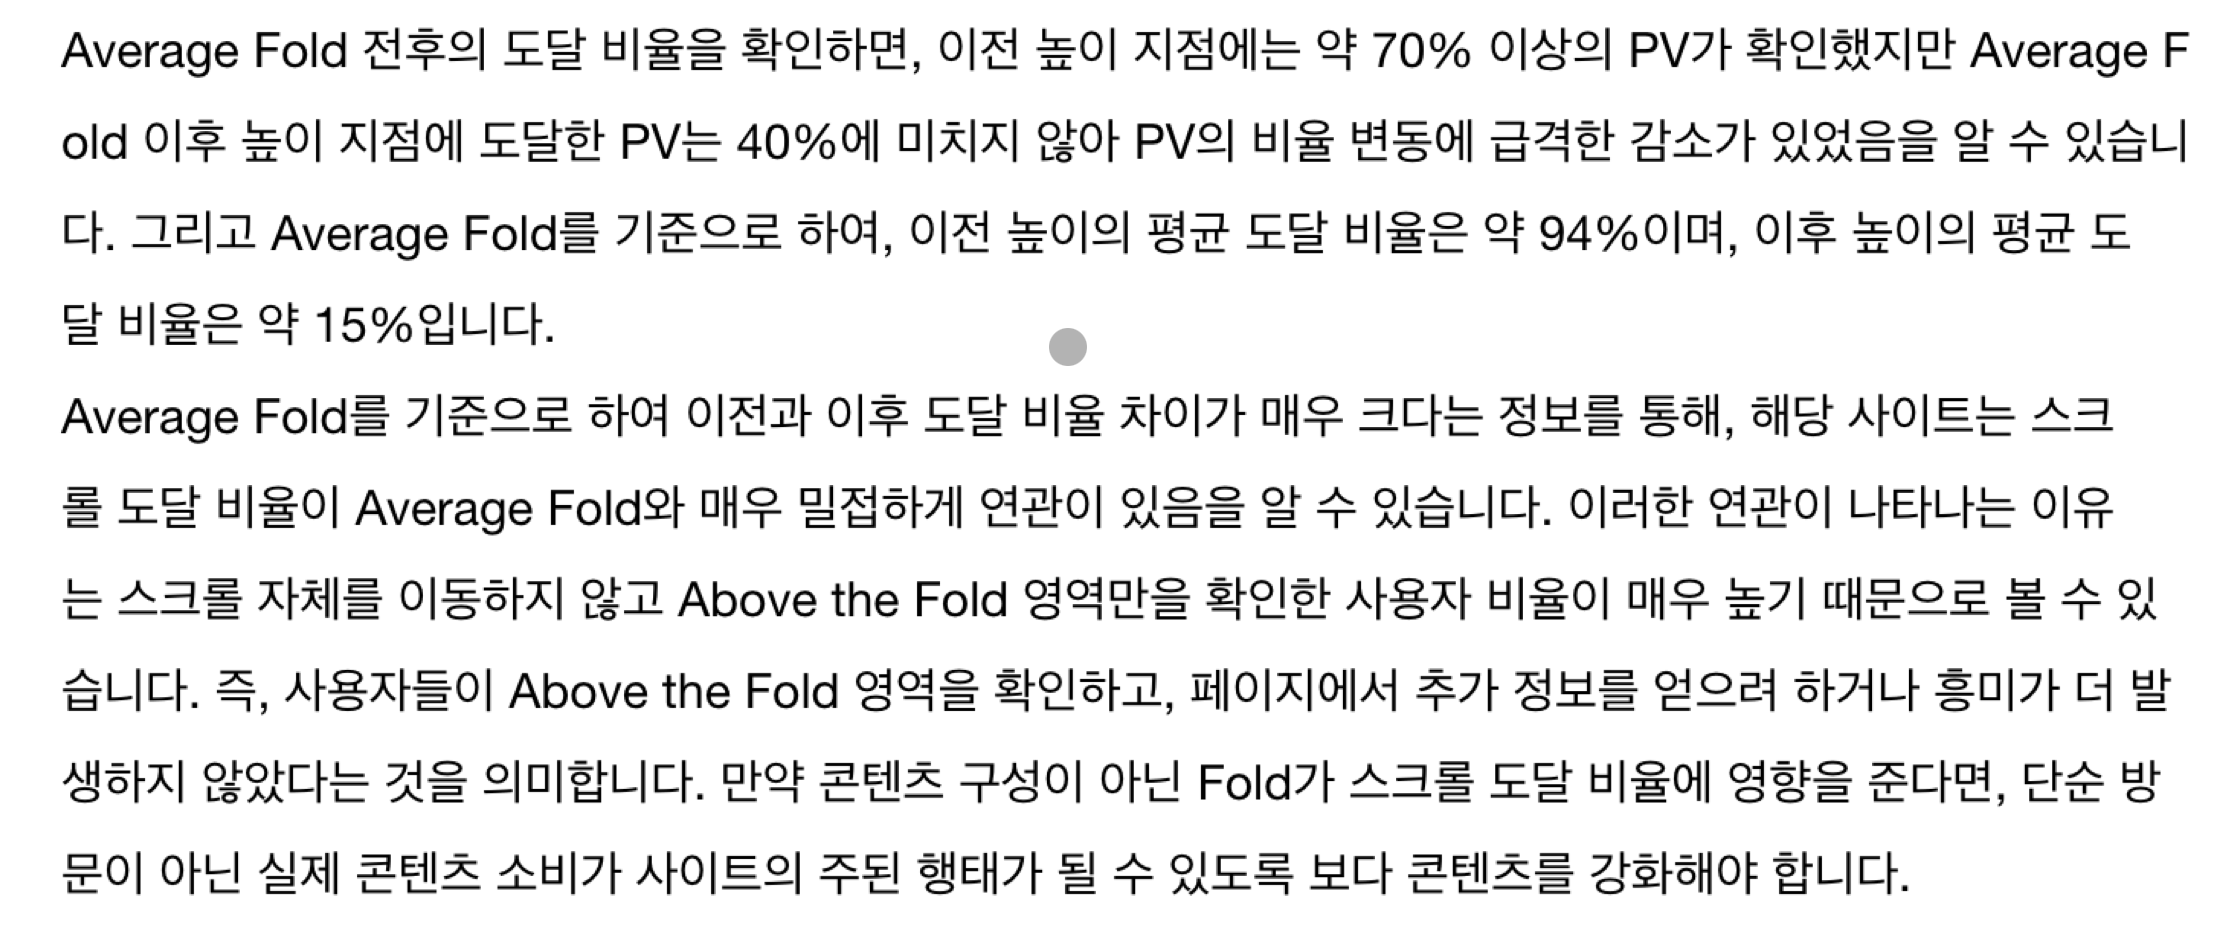 Average Fold 전후의 도달 비율을 확인하면, 이전 높이 지점에는 약 70% 이상의 PV가 확인했지만 Average F
old 이후 높이 지점에 도달한 PV는 40%에 미치지 않아 PV의 비율 변동에 급격한 감소가 있었음을 알 수 있습니
다. 그리고 Average Fold를 기준으로 하여, 이전 높이의 평균 도달 비율은 약 94%이며, 이후 높이의 평균 도
달 비율은 약 15%입니다.
Average Fold를 기준으로 하여 이전과 이후 도달 비율 차이가 매우 크다는 정보를 통해, 해당 사이트는 스크
롤 도달 비율이 Average Fold와 매우 밀접하게 연관이 있음을 알 수 있습니다. 이러한 연관이 나타나는 이유
는 스크롤 자체를 이동하지 않고 Above the Fold 영역만을 확인한 사용자 비율이 매우 높기 때문으로 볼 수 있
습니다. 즉, 사용자들이 Above the Fold 영역을 확인하고, 페이지에서 추가 정보를 얻으려 하거나 흥미가 더 발
생하지 않았다는 것을 의미합니다. 만약 콘텐츠 구성이 아닌 Fold가 스크롤 도달 비율에 영향을 준다면, 단순 방
문이 아닌 실제 콘텐츠 소비가 사이트의 주된 행태가 될 수 있도록 보다 콘텐츠를 강화해야 합니다.